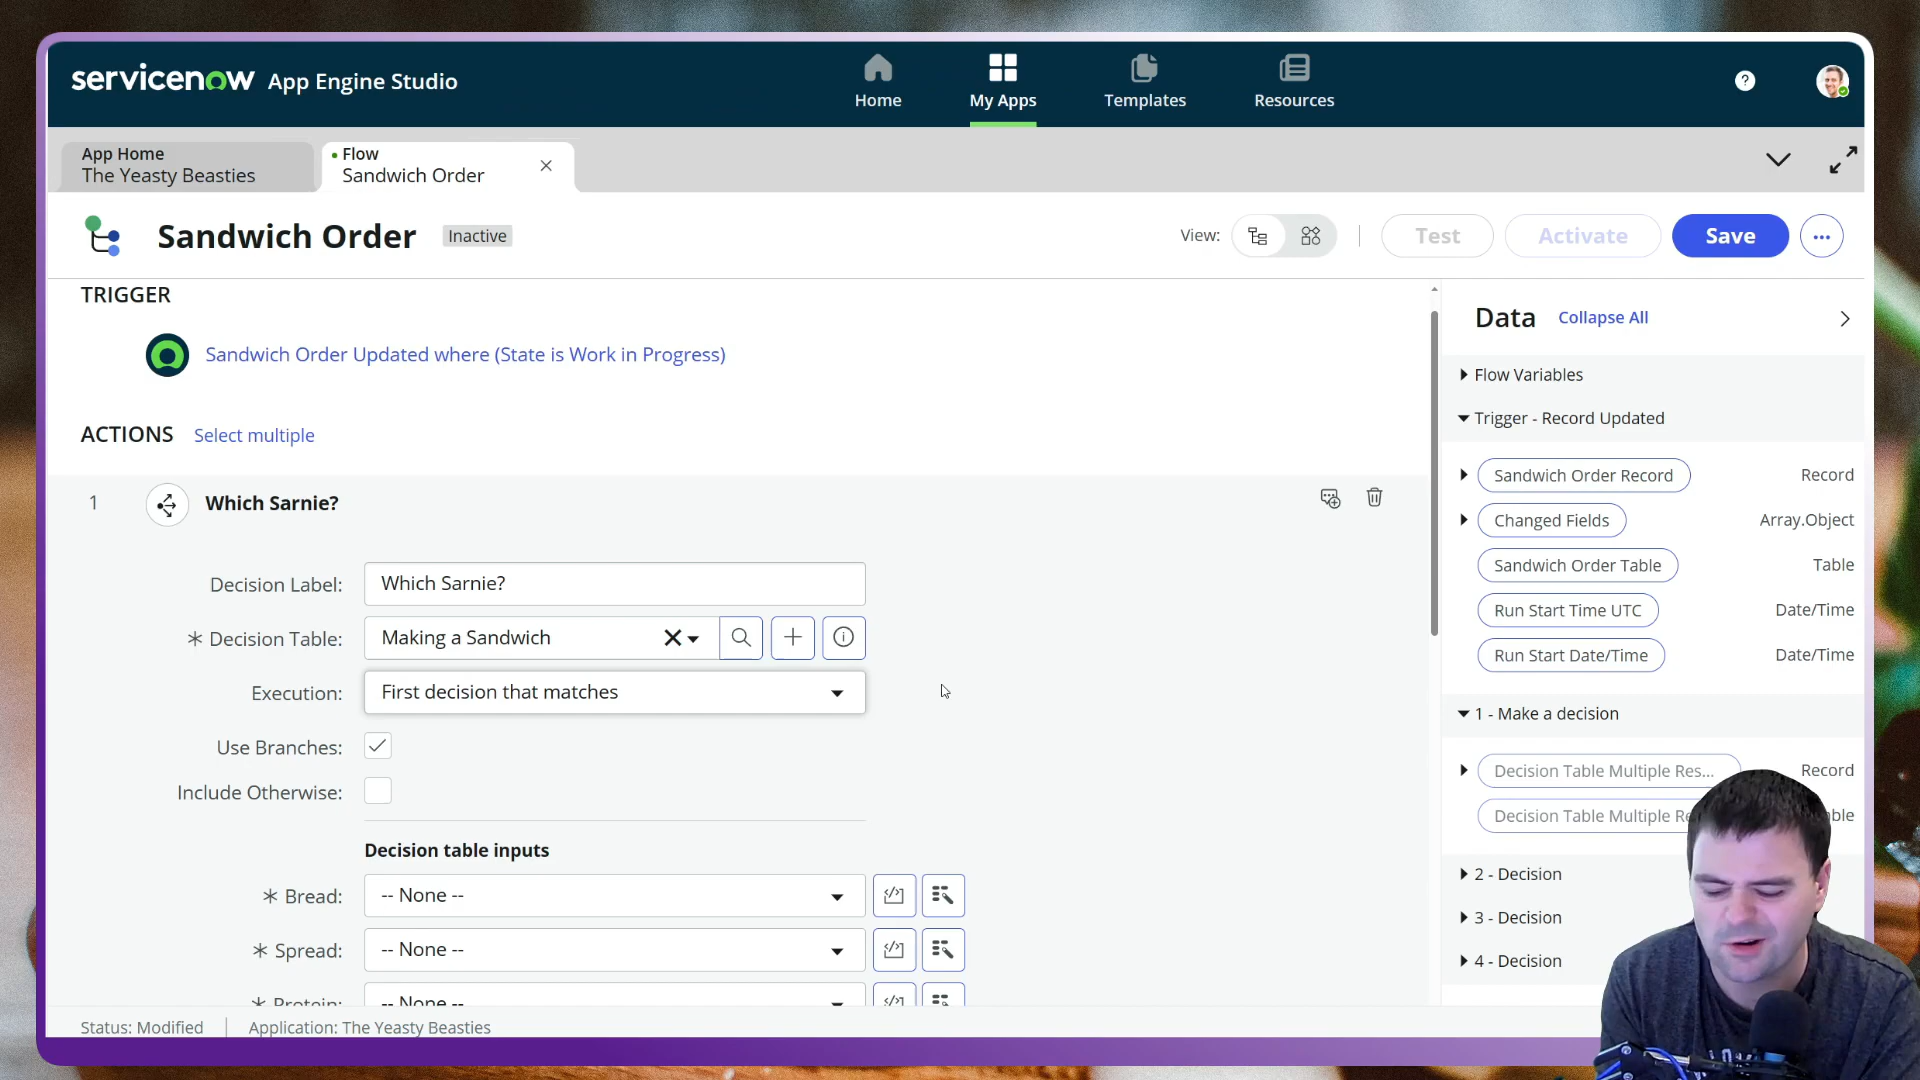 servicenow App Engine Studio
Home
My Apps
Templates
Resources
?
App Home
The Yeasty Beasties
Flow
Sandwich Order
Sandwich Order
Inactive
View:
Test
Activate
Save
TRIGGER
Sandwich Order Updated where (State is Work in Progress)
ACTIONS Select multiple
1 Which Sarnie?
Decision Label: Which Sarnie?
* Decision Table: Making a Sandwich
Execution: First decision that matches
Use Branches:
Include Otherwise:
Decision table inputs
* Bread: -- None --
* Spread: -- None --
* Protein: -- None --
Status: Modified
Application: The Yeasty Beasties
Data Collapse All
Flow Variables
Trigger - Record Updated
Sandwich Order Record Record
Changed Fields Array.Object
Sandwich Order Table Table
Run Start Time UTC Date/Time
Run Start Date/Time Date/Time
1 - Make a decision
Decision Table Multiple Res... Record
Decision Table Multiple
2 - Decision
3 - Decision
4 - Decision